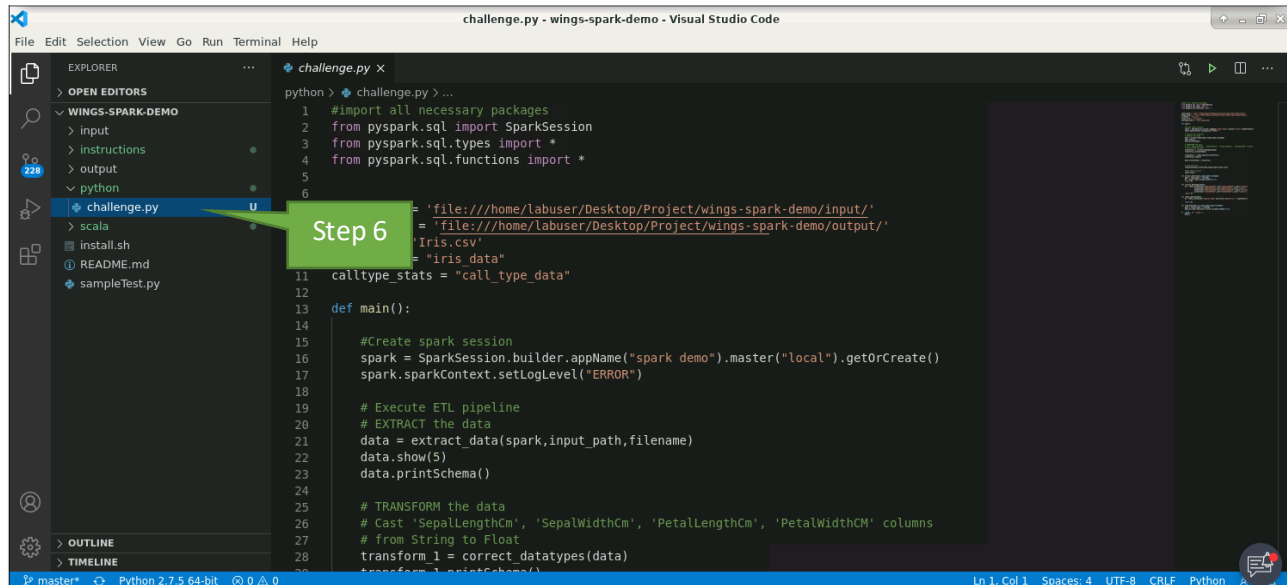 challenge.py - wings-spark-demo - Visual Studio Code
File Edit Selection View Go Run Terminal Help
EXPLORER
OPEN EDITORS
WINGS-SPARK-DEMO
input
instructions
output
python
challenge.py U
scala
install.sh
README.md
sampleTest.py
OUTLINE
TIMELINE
228
Step 6
challenge.py
python > challenge.py > ...
1 #import all necessary packages
2 from pyspark.sql import SparkSession
3 from pyspark.sql.types import *
4 from pyspark.sql.functions import *
5
6
= 'file:///home/labuser/Desktop/Project/wings-spark-demo/input/'
= 'file:///home/labuser/Desktop/Project/wings-spark-demo/output/'
'Iris.csv'
= "iris_data"
11 calltype_stats = "call_type_data"
12
13 def main():
14
15 #Create spark session
16 spark = SparkSession.builder.appName("spark demo").master("local").getOrCreate()
17 spark.sparkContext.setLogLevel("ERROR")
18
19 # Execute ETL pipeline
20 # EXTRACT the data
21 data = extract_data(spark,input_path,filename)
22 data.show(5)
23 data.printSchema()
24
25 # TRANSFORM the data
26 # Cast 'SepalLengthCm', 'SepalWidthCm', 'PetalLengthCm', 'PetalWidthCM' columns
27 # from String to Float
28 transform_1 = correct_datatypes(data)
master* Python 2.7.5 64-bit 0 0 Ln 1, Col 1 Spaces: 4 UTF-8 CRLF Python